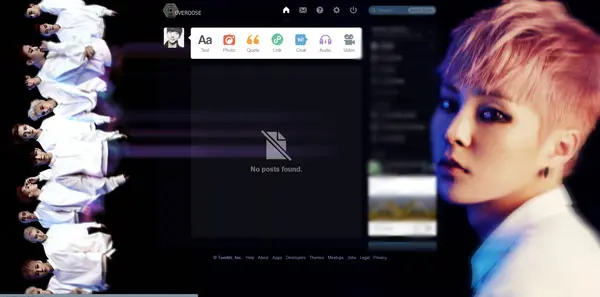 OVERDOSE
Aa
Text Photo Quote Link Chat Audio Video
No posts found.
© Tumblr, Inc. Help About Apps Developers Themes Meetups Jobs Legal Privacy